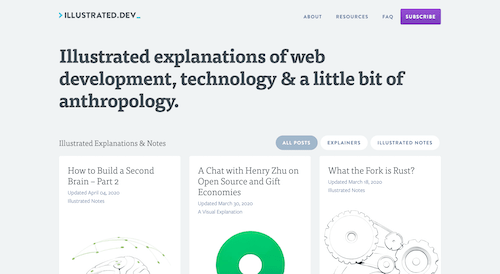 ILLUSTRATED.DEV_
ABOUT RESOURCES FAQ SUBSCRIBE
Illustrated explanations of web
development, technology & a little bit of
anthropology.
Illustrated Explanations & Notes
ALL POSTS EXPLAINERS ILLUSTRATED NOTES
How to Build a Second
Brain – Part 2
Updated April 04, 2020
Illustrated Notes
A Chat with Henry Zhu on
Open Source and Gift
Economies
Updated March 30, 2020
A Visual Explanation
What the Fork is Rust?
Updated March 18, 2020
Illustrated Notes